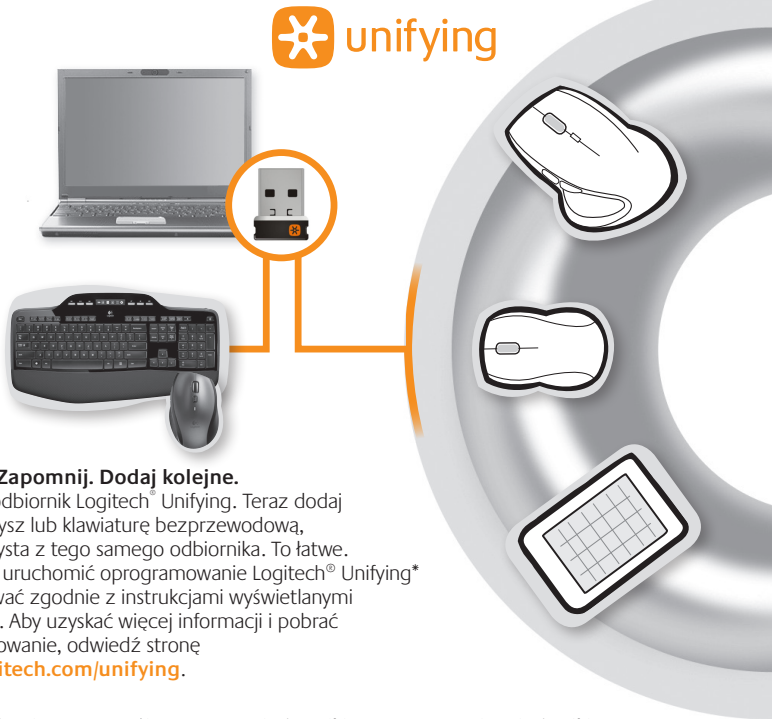 unifying
Zapomnij. Dodaj kolejne.
odbiornik Logitech® Unifying. Teraz dodaj
ysz lub klawiaturę bezprzewodową,
ysta z tego samego odbiornika. To łatwe.
uruchomić oprogramowanie Logitech® Unifying*
wać zgodnie z instrukcjami wyświetlanymi
. Aby uzyskać więcej informacji i pobrać
owanie, odwiedź stronę
itech.com/unifying.